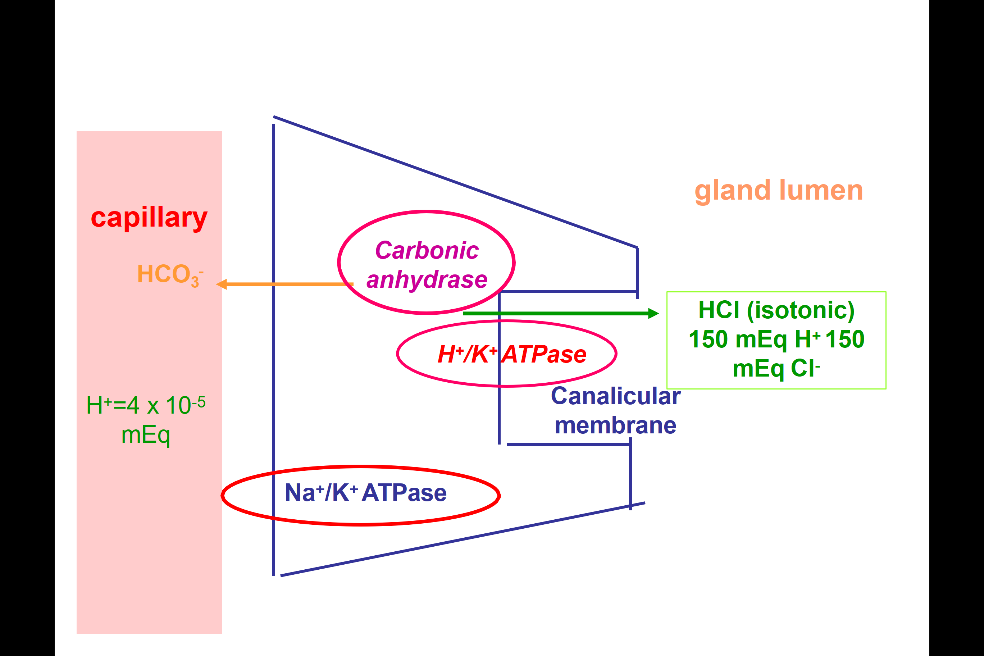 gland lumen
capillary
HCO₃⁻
Carbonic
anhydrase
HCl (isotonic)
150 mEq H⁺ 150
mEq Cl⁻
H⁺/K⁺ ATPase
Canalicular
membrane
H⁺=4 x 10⁻⁵
mEq
Na⁺/K⁺ ATPase